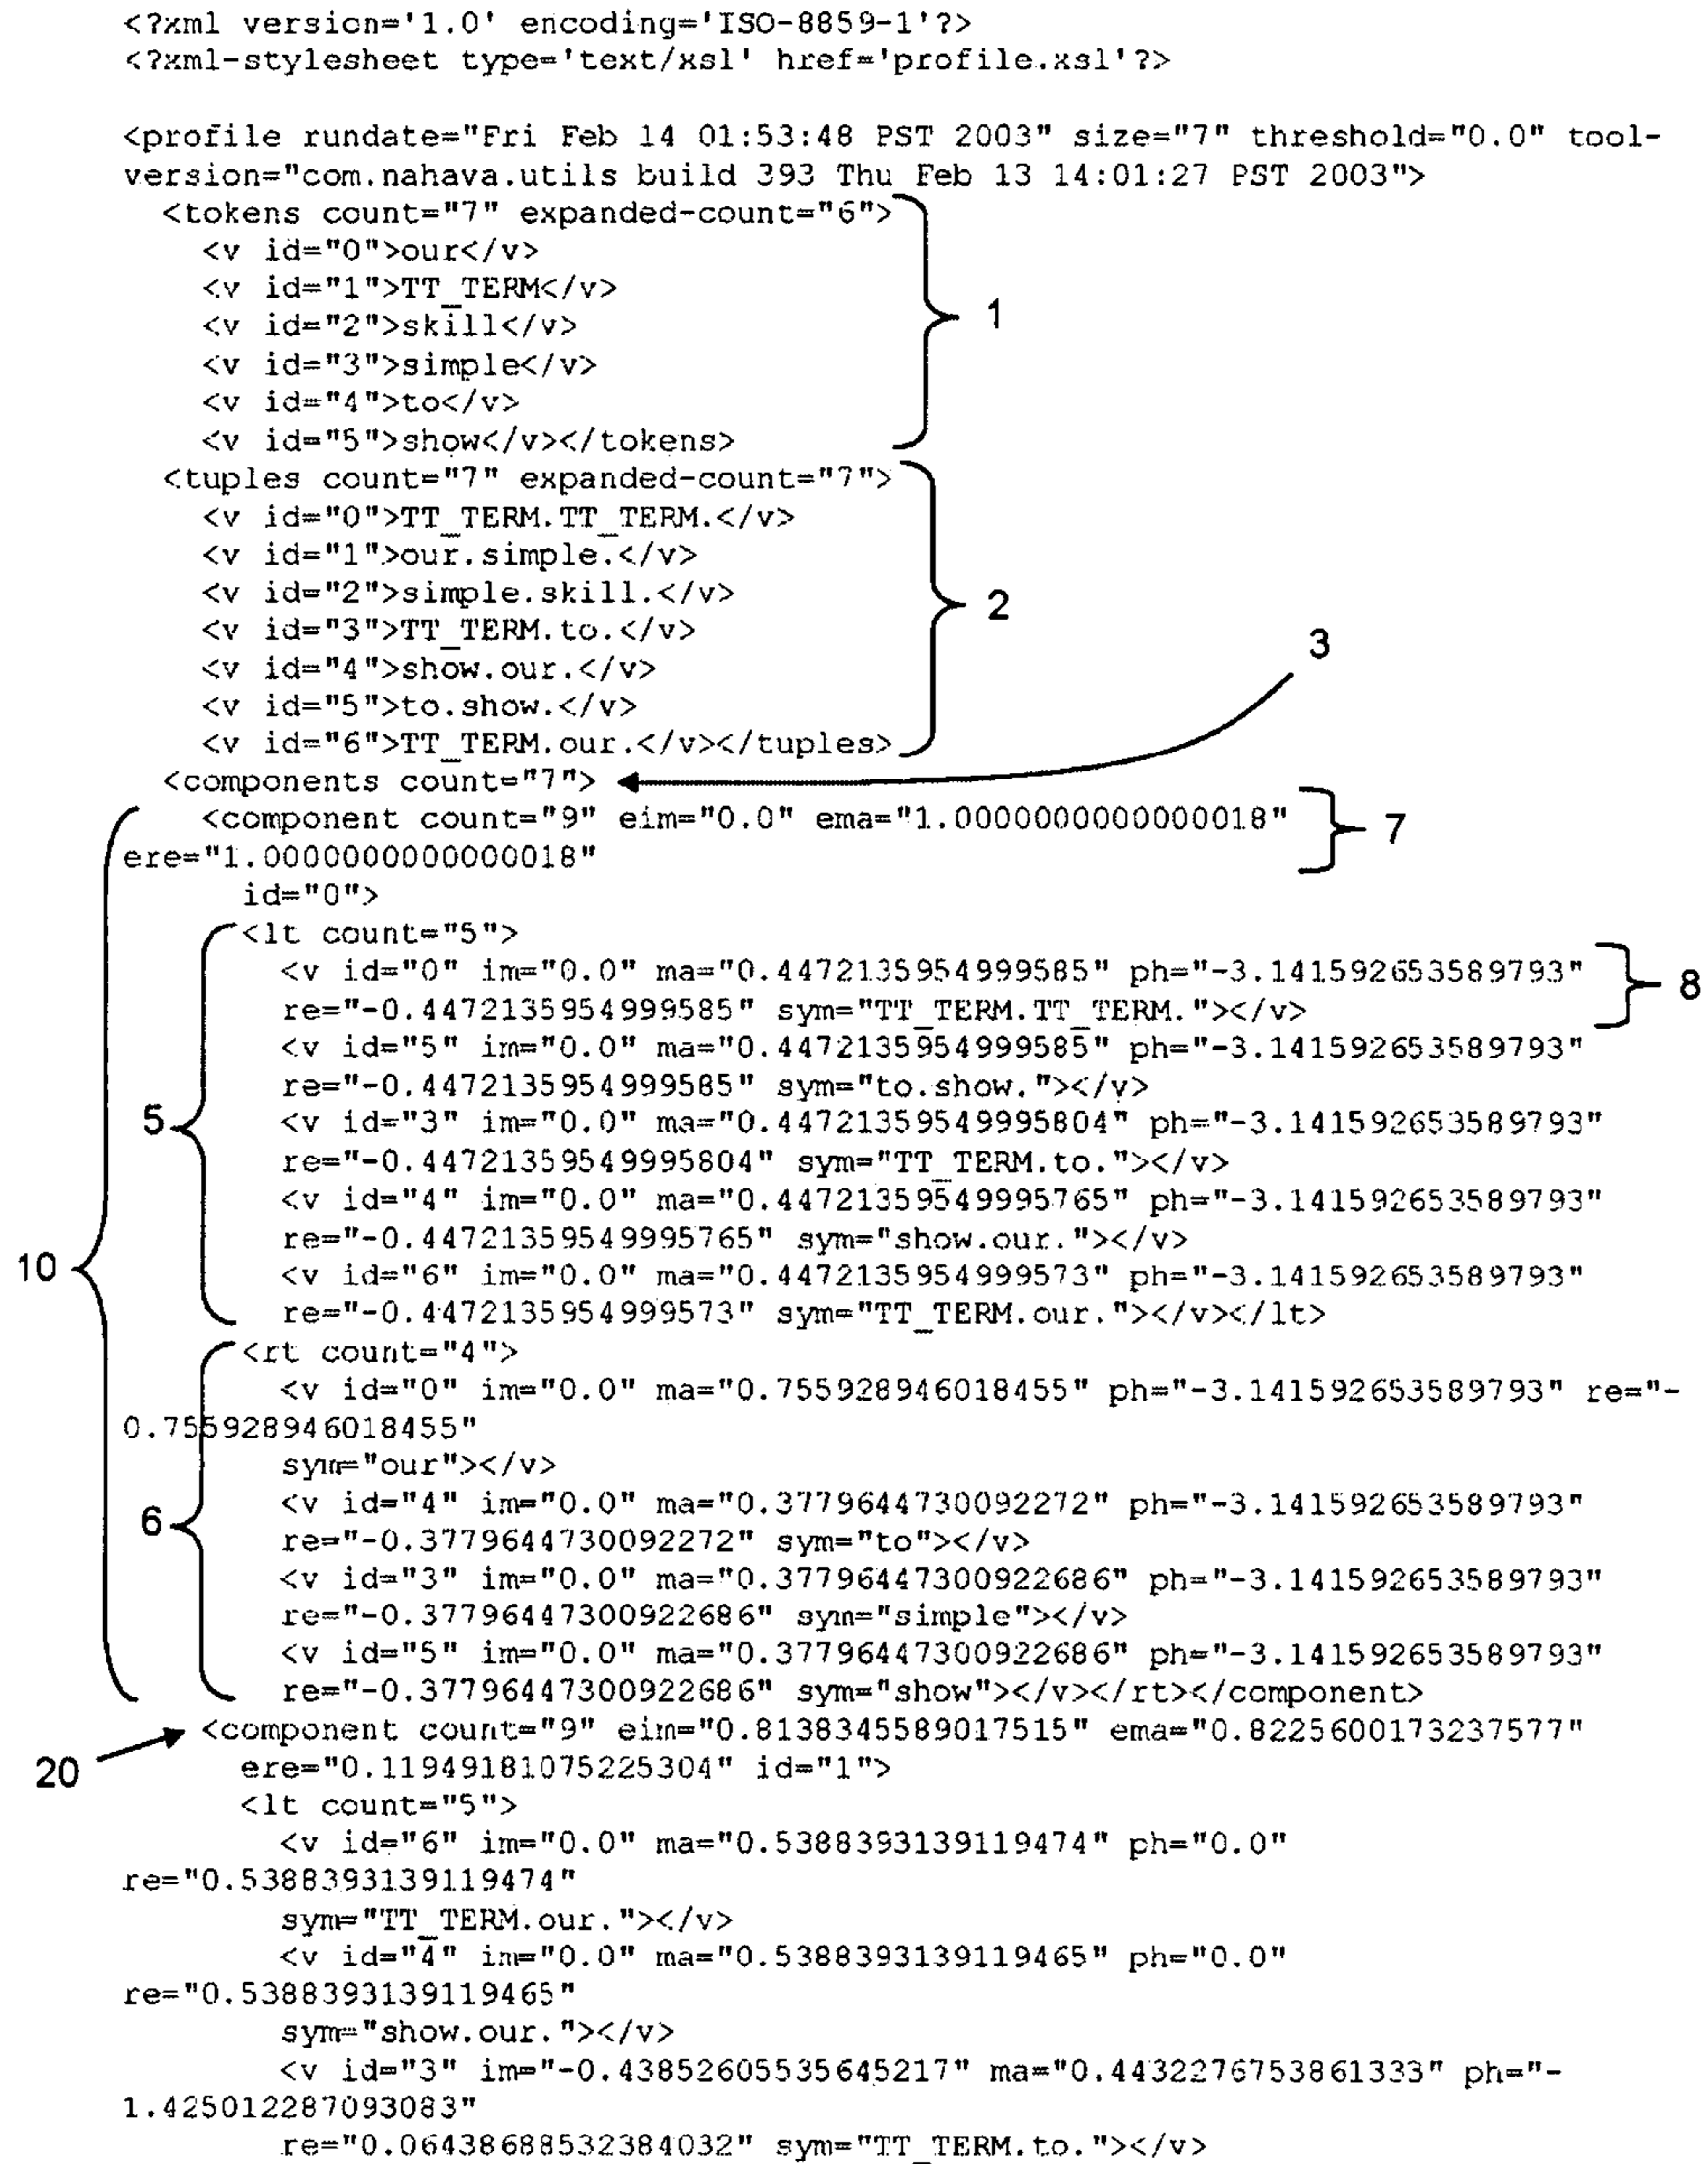 <?xml version='1.0' encoding='ISO-8859-1'?>
<?xml-stylesheet type='text/xsl' href='profile.xsl'?>
<profile rundate="Fri Feb 14 01:53:48 PST 2003" size="7" threshold="0.0" tool-
version="com.nahava.utils build 393 Thu Feb 13 14:01:27 PST 2003">
<tokens count="7" expanded-count="6">
<v id="0">our</v>
<v id="1">TT_TERM</v>
1
<v id="2">skill</v>
<v id="3">simple</v>
<v id="4">to</v>
<v id="5">show</v></tokens>
<tuples count="7" expanded-count="7">
<v id="0">TT_TERM.TT_TERM.</v>
<v id="1">our.simple.</v>
<v id="2">simple.skill.</v>
2
<v id="3">TT_TERM.to.</v>
3
<v id="4">show.our.</v>
<v id="5">to.show.</v>
<v id="6">TT_TERM.our.</v></tuples>
<components count="7">
<component count="9" eim="0.0" ema="1.0000000000000018"
7
ere="1.0000000000000018"
id="0">
<lt count="5">
<v id="0" im="0.0" ma="0.4472135954999585" ph="-3.141592653589793"
8
re="-0.4472135954999585" sym="TT_TERM.TT_TERM."></v>
<v id="5" im="0.0" ma="0.4472135954999585" ph="-3.141592653589793"
re="-0.4472135954999585" sym="to.show."></v>
5
<v id="3" im="0.0" ma="0.44721359549995804" ph="-3.141592653589793"
re="-0.44721359549995804" sym="TT_TERM.to."></v>
<v id="4" im="0.0" ma="0.44721359549995765" ph="-3.141592653589793"
re="-0.44721359549995765" sym="show.our."></v>
10
<v id="6" im="0.0" ma="0.4472135954999573" ph="-3.141592653589793"
re="-0.4472135954999573" sym="TT_TERM.our."></v></lt>
<rt count="4">
<v id="0" im="0.0" ma="0.755928946018455" ph="-3.141592653589793" re="-
0.755928946018455"
sym="our"></v>
<v id="4" im="0.0" ma="0.3779644730092272" ph="-3.141592653589793"
6
re="-0.3779644730092272" sym="to"></v>
<v id="3" im="0.0" ma="0.37796447300922686" ph="-3.141592653589793"
re="-0.37796447300922686" sym="simple"></v>
<v id="5" im="0.0" ma="0.37796447300922686" ph="-3.141592653589793"
re="-0.37796447300922686" sym="show"></v></rt></component>
20
<component count="9" eim="0.8138345589017515" ema="0.8225600173237577"
ere="0.11949181075225304" id="1">
<lt count="5">
<v id="6" im="0.0" ma="0.5388393139119474" ph="0.0"
re="0.5388393139119474"
sym="TT_TERM.our."></v>
<v id="4" im="0.0" ma="0.5388393139119465" ph="0.0"
re="0.5388393139119465"
sym="show.our."></v>
<v id="3" im="-0.43852605535645217" ma="0.4432276753861333" ph="-
1.425012287093083"
re="0.06438688532384032" sym="TT_TERM.to."></v>